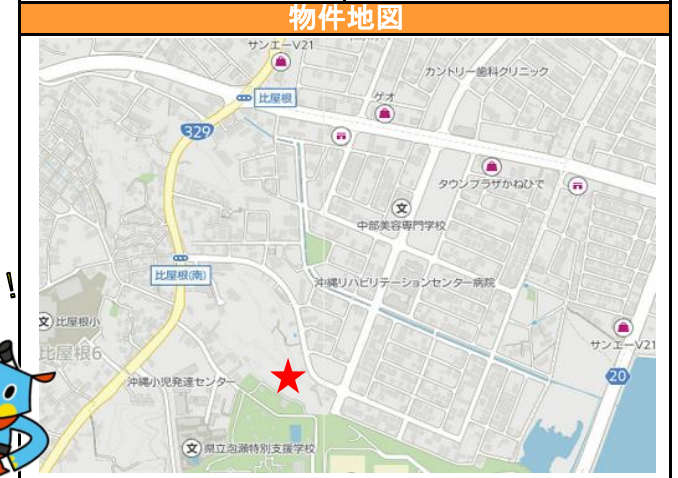 物件地図
サンエーV21
カントリー歯科クリニック
比屋根
ゲオ
329
タウンプラザかねひで
文
中部美容専門学校
比屋根(南)
沖縄リハビリテーションセンター病院
!
文 比屋根小
サンエーV21
比屋根6
20
沖縄小児発達センター
文 県立泡瀬特別支援学校